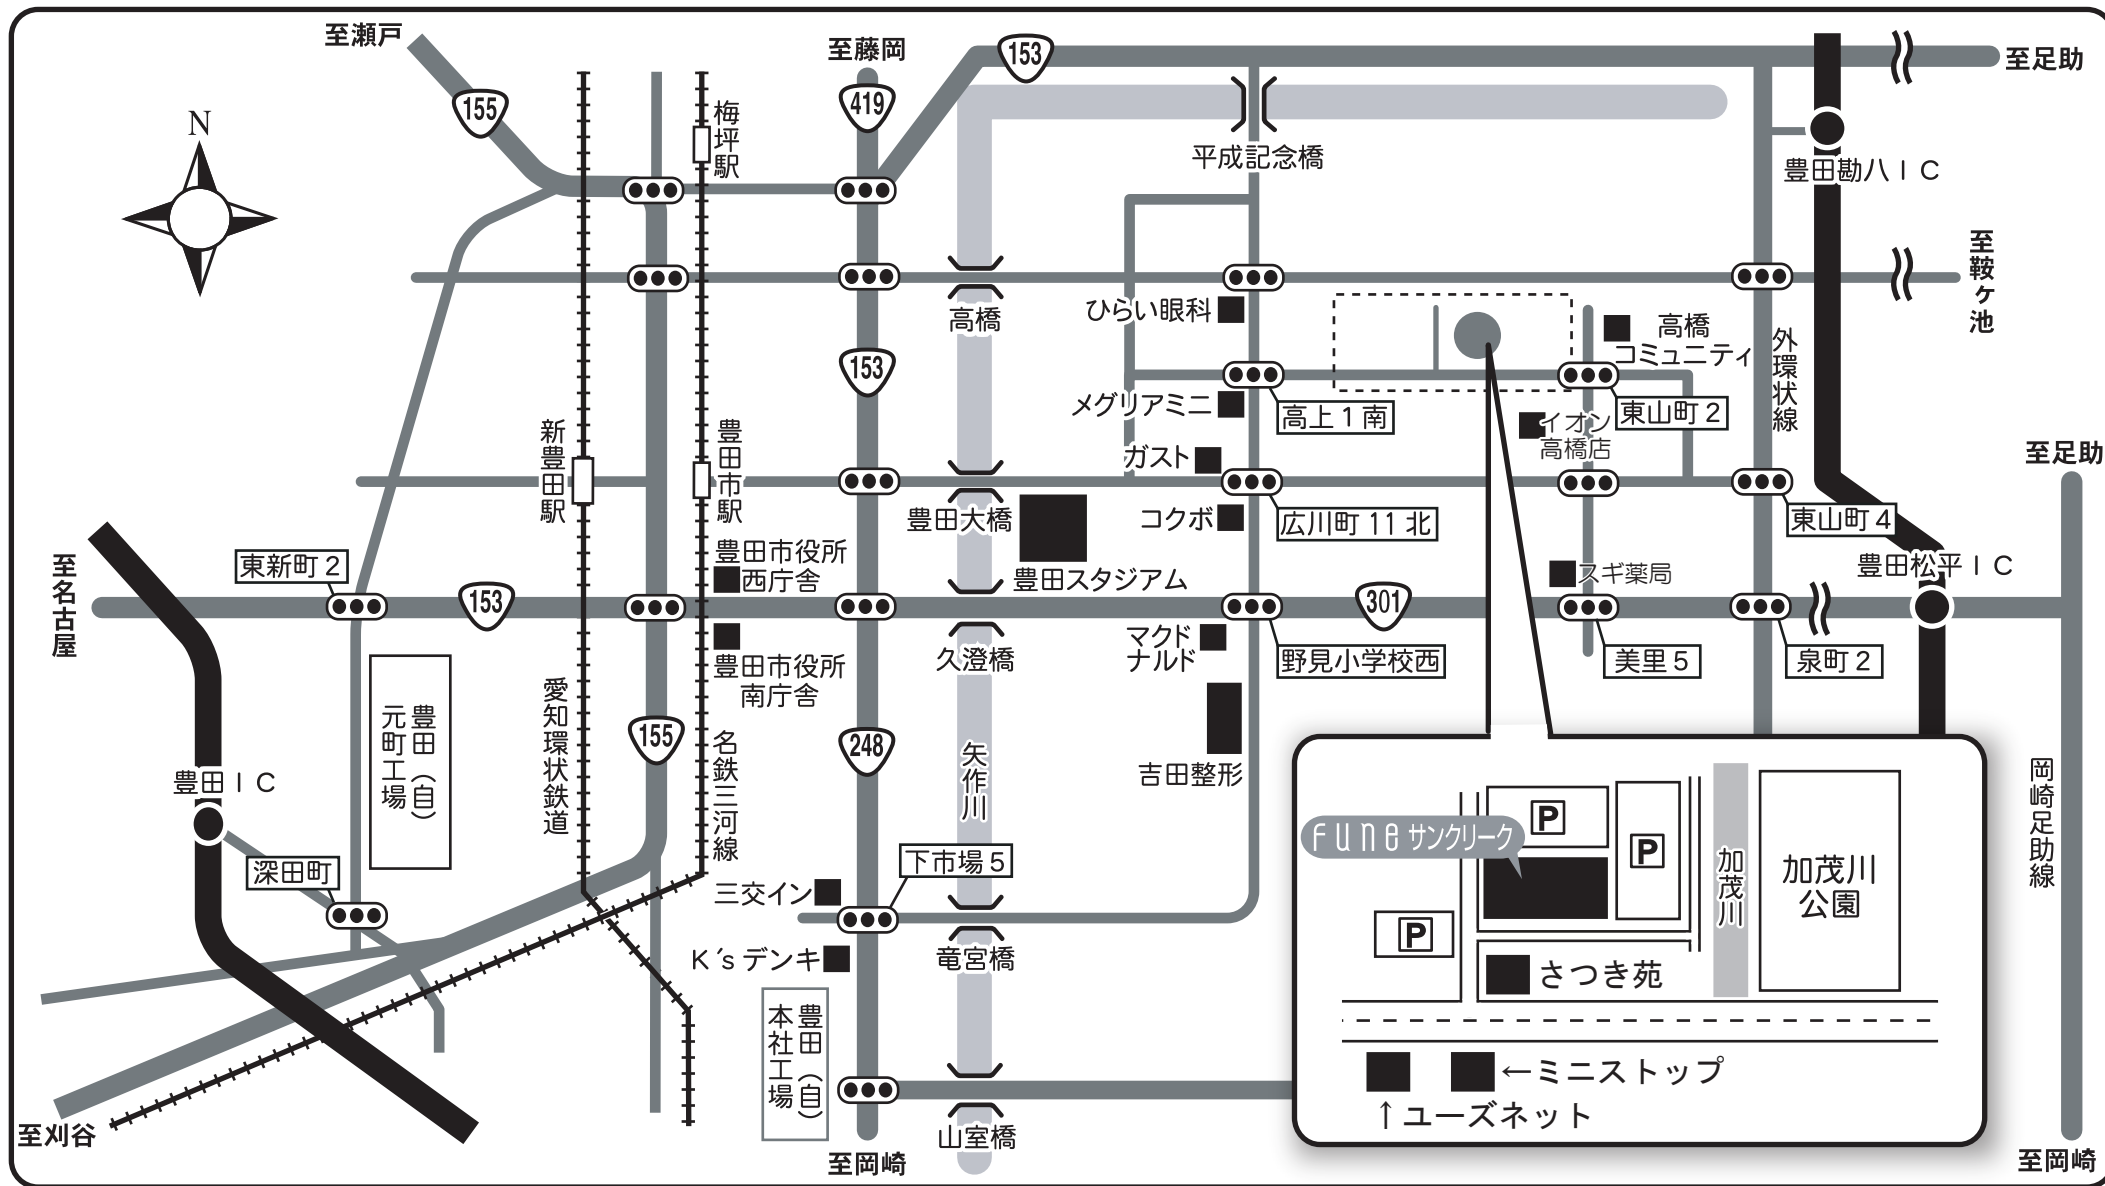 至瀬戸
至藤岡
153
至足助
155
419
N
梅坪駅
平成記念橋
豊田勘八IC
至鞍ヶ池
ひらい眼科
高橋
高橋
コミュニティ
外環状線
153
メグリアミニ
高上1南
東山町2
イオン
高橋店
新豊田駅
豊田市駅
ガスト
至足助
豊田大橋
コクボ
広川町11北
東山町4
豊田市役所
西庁舎
豊田スタジアム
スギ薬局
豊田松平IC
至名古屋
東新町2
153
301
豊田市役所
南庁舎
久澄橋
マクド
ナルド
野見小学校西
美里5
泉町2
豊田(自)
元町工場
愛知環状鉄道
155
名鉄三河線
248
矢作川
吉田整形
岡崎足助線
豊田IC
深田町
三交イン
下市場5
K'sデンキ
竜宮橋
豊田(自)
本社工場
fune サンクリーク
P
P
P
加茂川
加茂川
公園
さつき苑
←ミニストップ
↑ユーズネット
至刈谷
山室橋
至岡崎
至岡崎